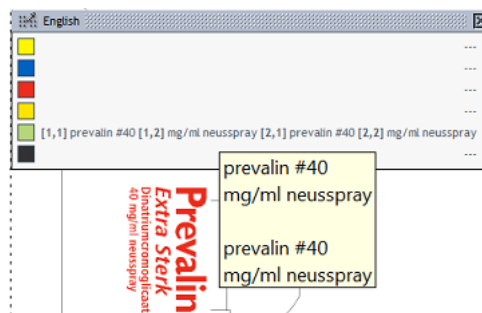 English
---
---
---
---
[1,1] prevalin #40 [1,2] mg/ml neusspray [2,1] prevalin #40 [2,2] mg/ml neusspray
---
prevalin #40
mg/ml neusspray
prevalin #40
mg/ml neusspray
Prevalin
Extra Sterk
Dinatriumcromoglicaat
40 mg/ml neusspray